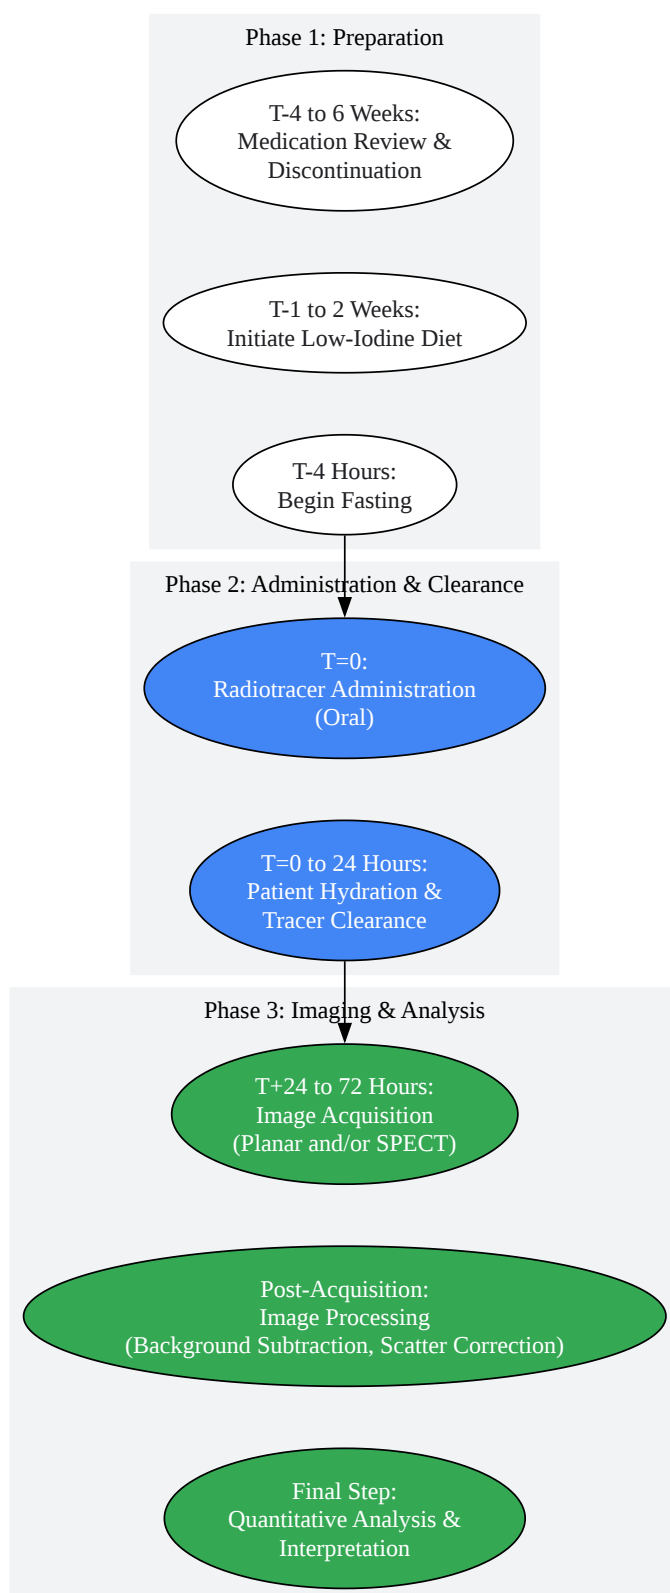 Phase 1: Preparation
T-4 to 6 Weeks:
Medication Review &
Discontinuation
T-1 to 2 Weeks:
Initiate Low-Iodine Diet
T-4 Hours:
Begin Fasting
Phase 2: Administration & Clearance
T=0:
Radiotracer Administration
(Oral)
T=0 to 24 Hours:
Patient Hydration &
Tracer Clearance
Phase 3: Imaging & Analysis
T+24 to 72 Hours:
Image Acquisition
(Planar and/or SPECT)
Post-Acquisition:
Image Processing
(Background Subtraction, Scatter Correction)
Final Step:
Quantitative Analysis &
Interpretation